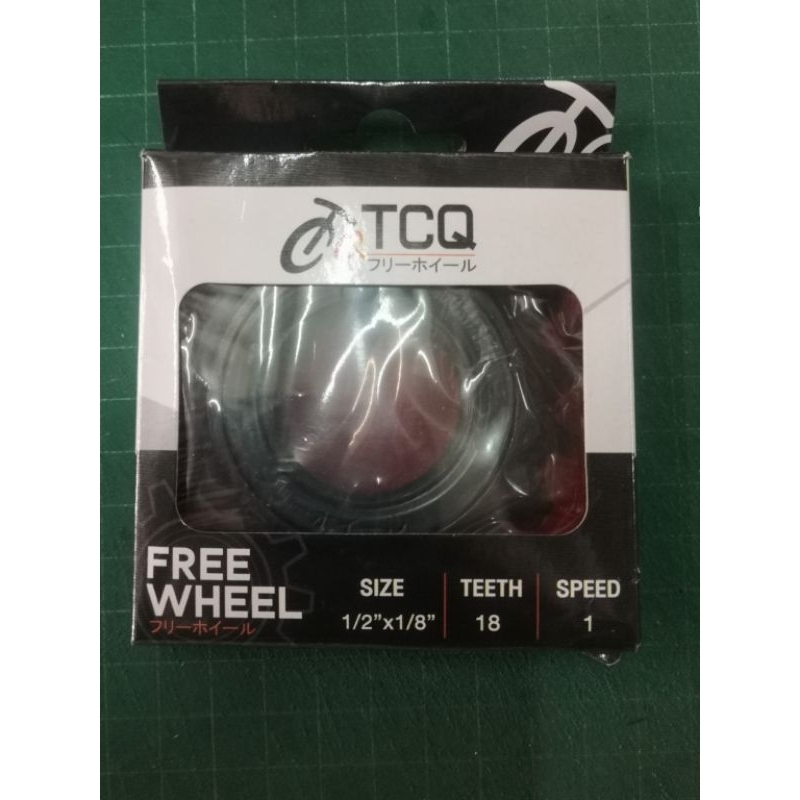 TCQ
フリーホイール
FREE
WHEEL
フリーホイール
SIZE
1/2"x1/8"
TEETH
18
SPEED
1